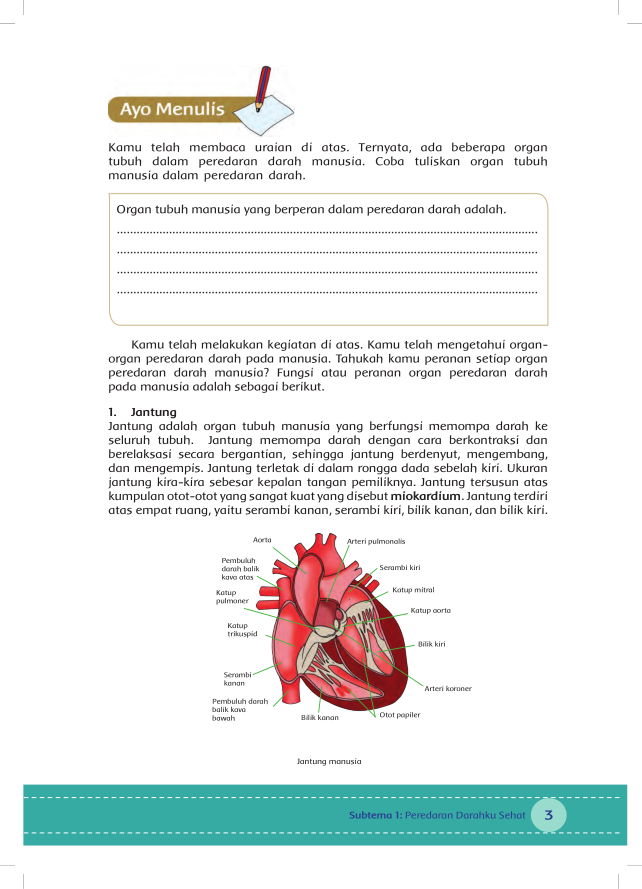 Ayo Menulis
Kamu telah membaca uraian di atas. Ternyata, ada beberapa organ
tubuh dalam peredaran darah manusia. Coba tuliskan organ tubuh
manusia dalam peredaran darah.
Organ tubuh manusia yang berperan dalam peredaran darah adalah.
Kamu telah melakukan kegiatan di atas. Kamu telah mengetahui organ-
organ peredaran darah pada manusia. Tahukah kamu peranan setiap organ
peredaran darah manusia? Fungsi atau peranan organ peredaran darah
pada manusia adalah sebagai berikut.
1. Jantung
Jantung adalah organ tubuh manusia yang berfungsi memompa darah ke
seluruh tubuh. Jantung memompa darah dengan cara berkontraksi dan
berelaksasi secara bergantian, sehingga jantung berdenyut, mengembang,
dan mengempis. Jantung terletak di dalam rongga dada sebelah kiri. Ukuran
jantung kira-kira sebesar kepalan tangan pemiliknya. Jantung tersusun atas
kumpulan otot-otot yang sangat kuat yang disebut miokardium. Jantung terdiri
atas empat ruang, yaitu serambi kanan, serambi kiri, bilik kanan, dan bilik kiri.
Aorta
Arteri pulmonalis
Pembuluh
darah balik
kava atas
Serambi kiri
Katup
pulmoner
Katup mitral
Katup aorta
Katup
trikuspid
Bilik kiri
Serambi
kanan
Arteri koroner
Pembuluh darah
balik kava
bawah
Bilik kanan
Otot papiler
Jantung manusia
Subtema 1: Peredaran Darahku Sehat
3